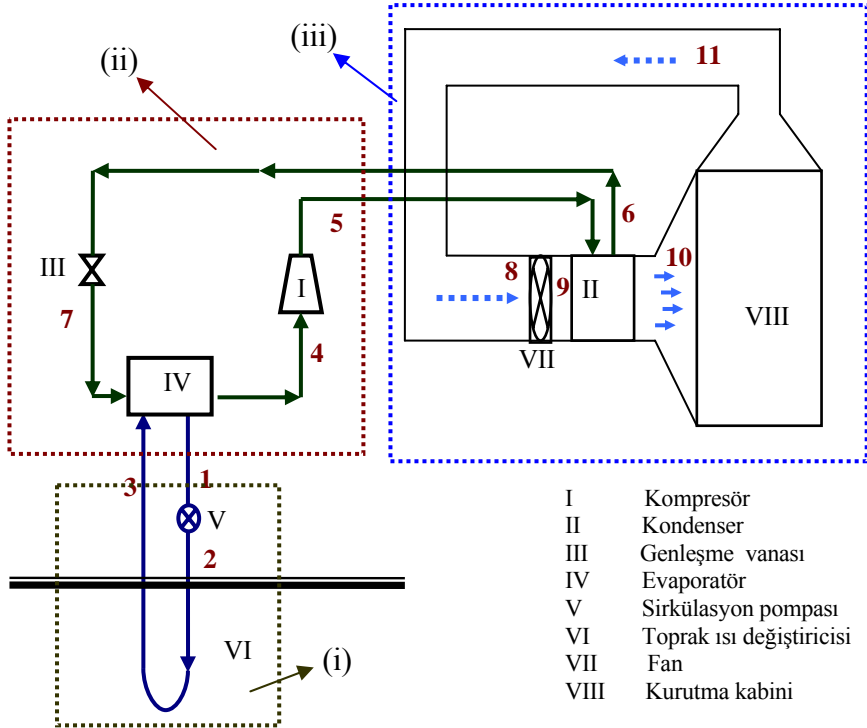 (iii)
11
(ii)
5
6
III
I
8
9
II
10
VIII
7
VII
4
IV
3
1
V
2
VI
(i)
I Kompresör
II Kondenser
III Genleşme vanası
IV Evaporatör
V Sirkülasyon pompası
VI Toprak ısı değiştiricisi
VII Fan
VIII Kurutma kabini